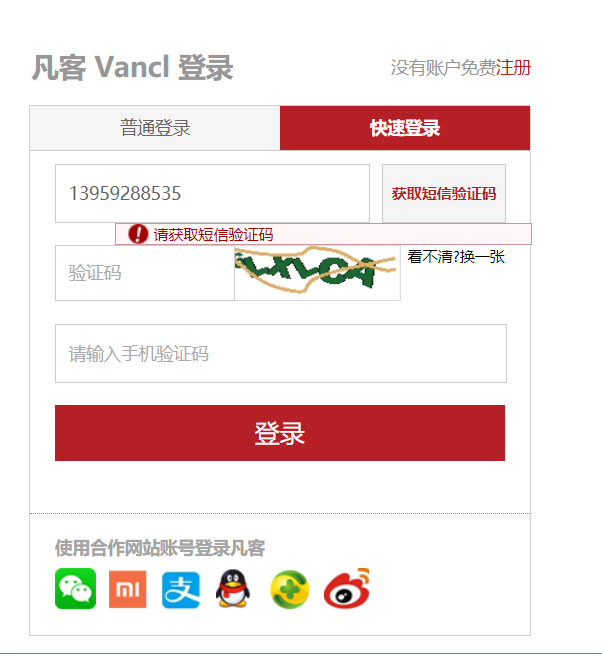 凡客 Vancl 登录
没有账户免费注册
普通登录
快速登录
13959288535
获取短信验证码
请获取短信验证码
验证码
看不清?换一张
请输入手机验证码
登录
使用合作网站账号登录凡客